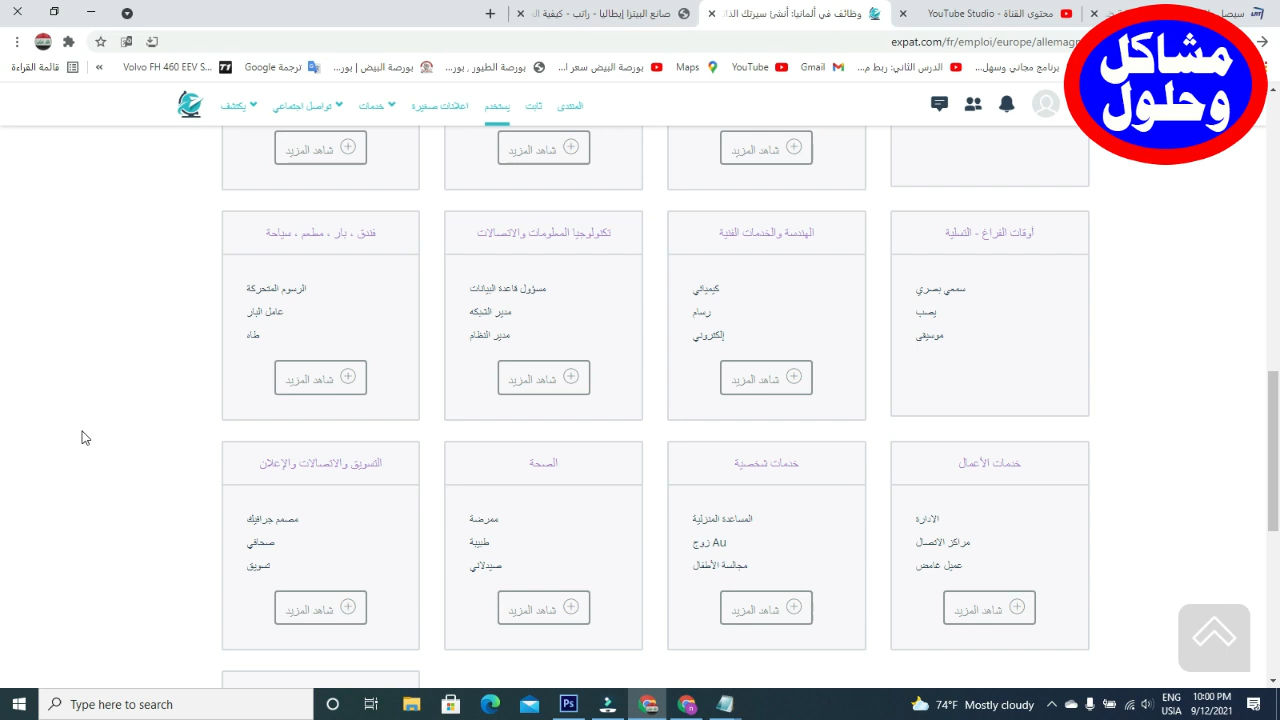 صانع البيتزا إيطاليا - راتب - كيفية ال
وظائف في ألمانيا: أنشئ سيرتك الذا
محتوى القناة - YouTube Studio
expat.com/fr/emploi/europe/allemagn
قائمة القراءة
Volvo FH 460 EEV S...
ترجمة Google
بورصة البيض | بور...
بورصة الطيور , بور...
بورصة البيض سعر ا...
Maps
YouTube
Gmail
الدرس الثاني: ربط م...
برنامج مجاني وسهل...
مشاكل
وحلول
يكتشف
تواصل اجتماعي
خدمات
اعلانات صغيرة
يستخدم
ثابت
المنتدى
شاهد المزيد
شاهد المزيد
شاهد المزيد
فندق ، بار ، مطعم ، سياحة
الرسوم المتحركة
عامل البار
طاه
شاهد المزيد
تكنولوجيا المعلومات والاتصالات
مسؤول قاعدة البيانات
مدير الشبكه
مدير النظام
شاهد المزيد
الهندسة والخدمات الفنية
كيميائي
رسام
إلكتروني
شاهد المزيد
أوقات الفراغ - التسلية
سمعي بصري
يصب
موسيقى
التسويق والاتصالات والإعلان
مصمم جرافيك
صحافي
تسويق
شاهد المزيد
الصحة
ممرضة
طبيبة
صيدلاني
شاهد المزيد
خدمات شخصية
المساعدة المنزلية
Au زوج
مجالسة الأطفال
شاهد المزيد
خدمات الأعمال
الادارة
مراكز الاتصال
عميل غامض
شاهد المزيد
Type here to search
74°F Mostly cloudy
ENG
USIA
10:00 PM
9/12/2021